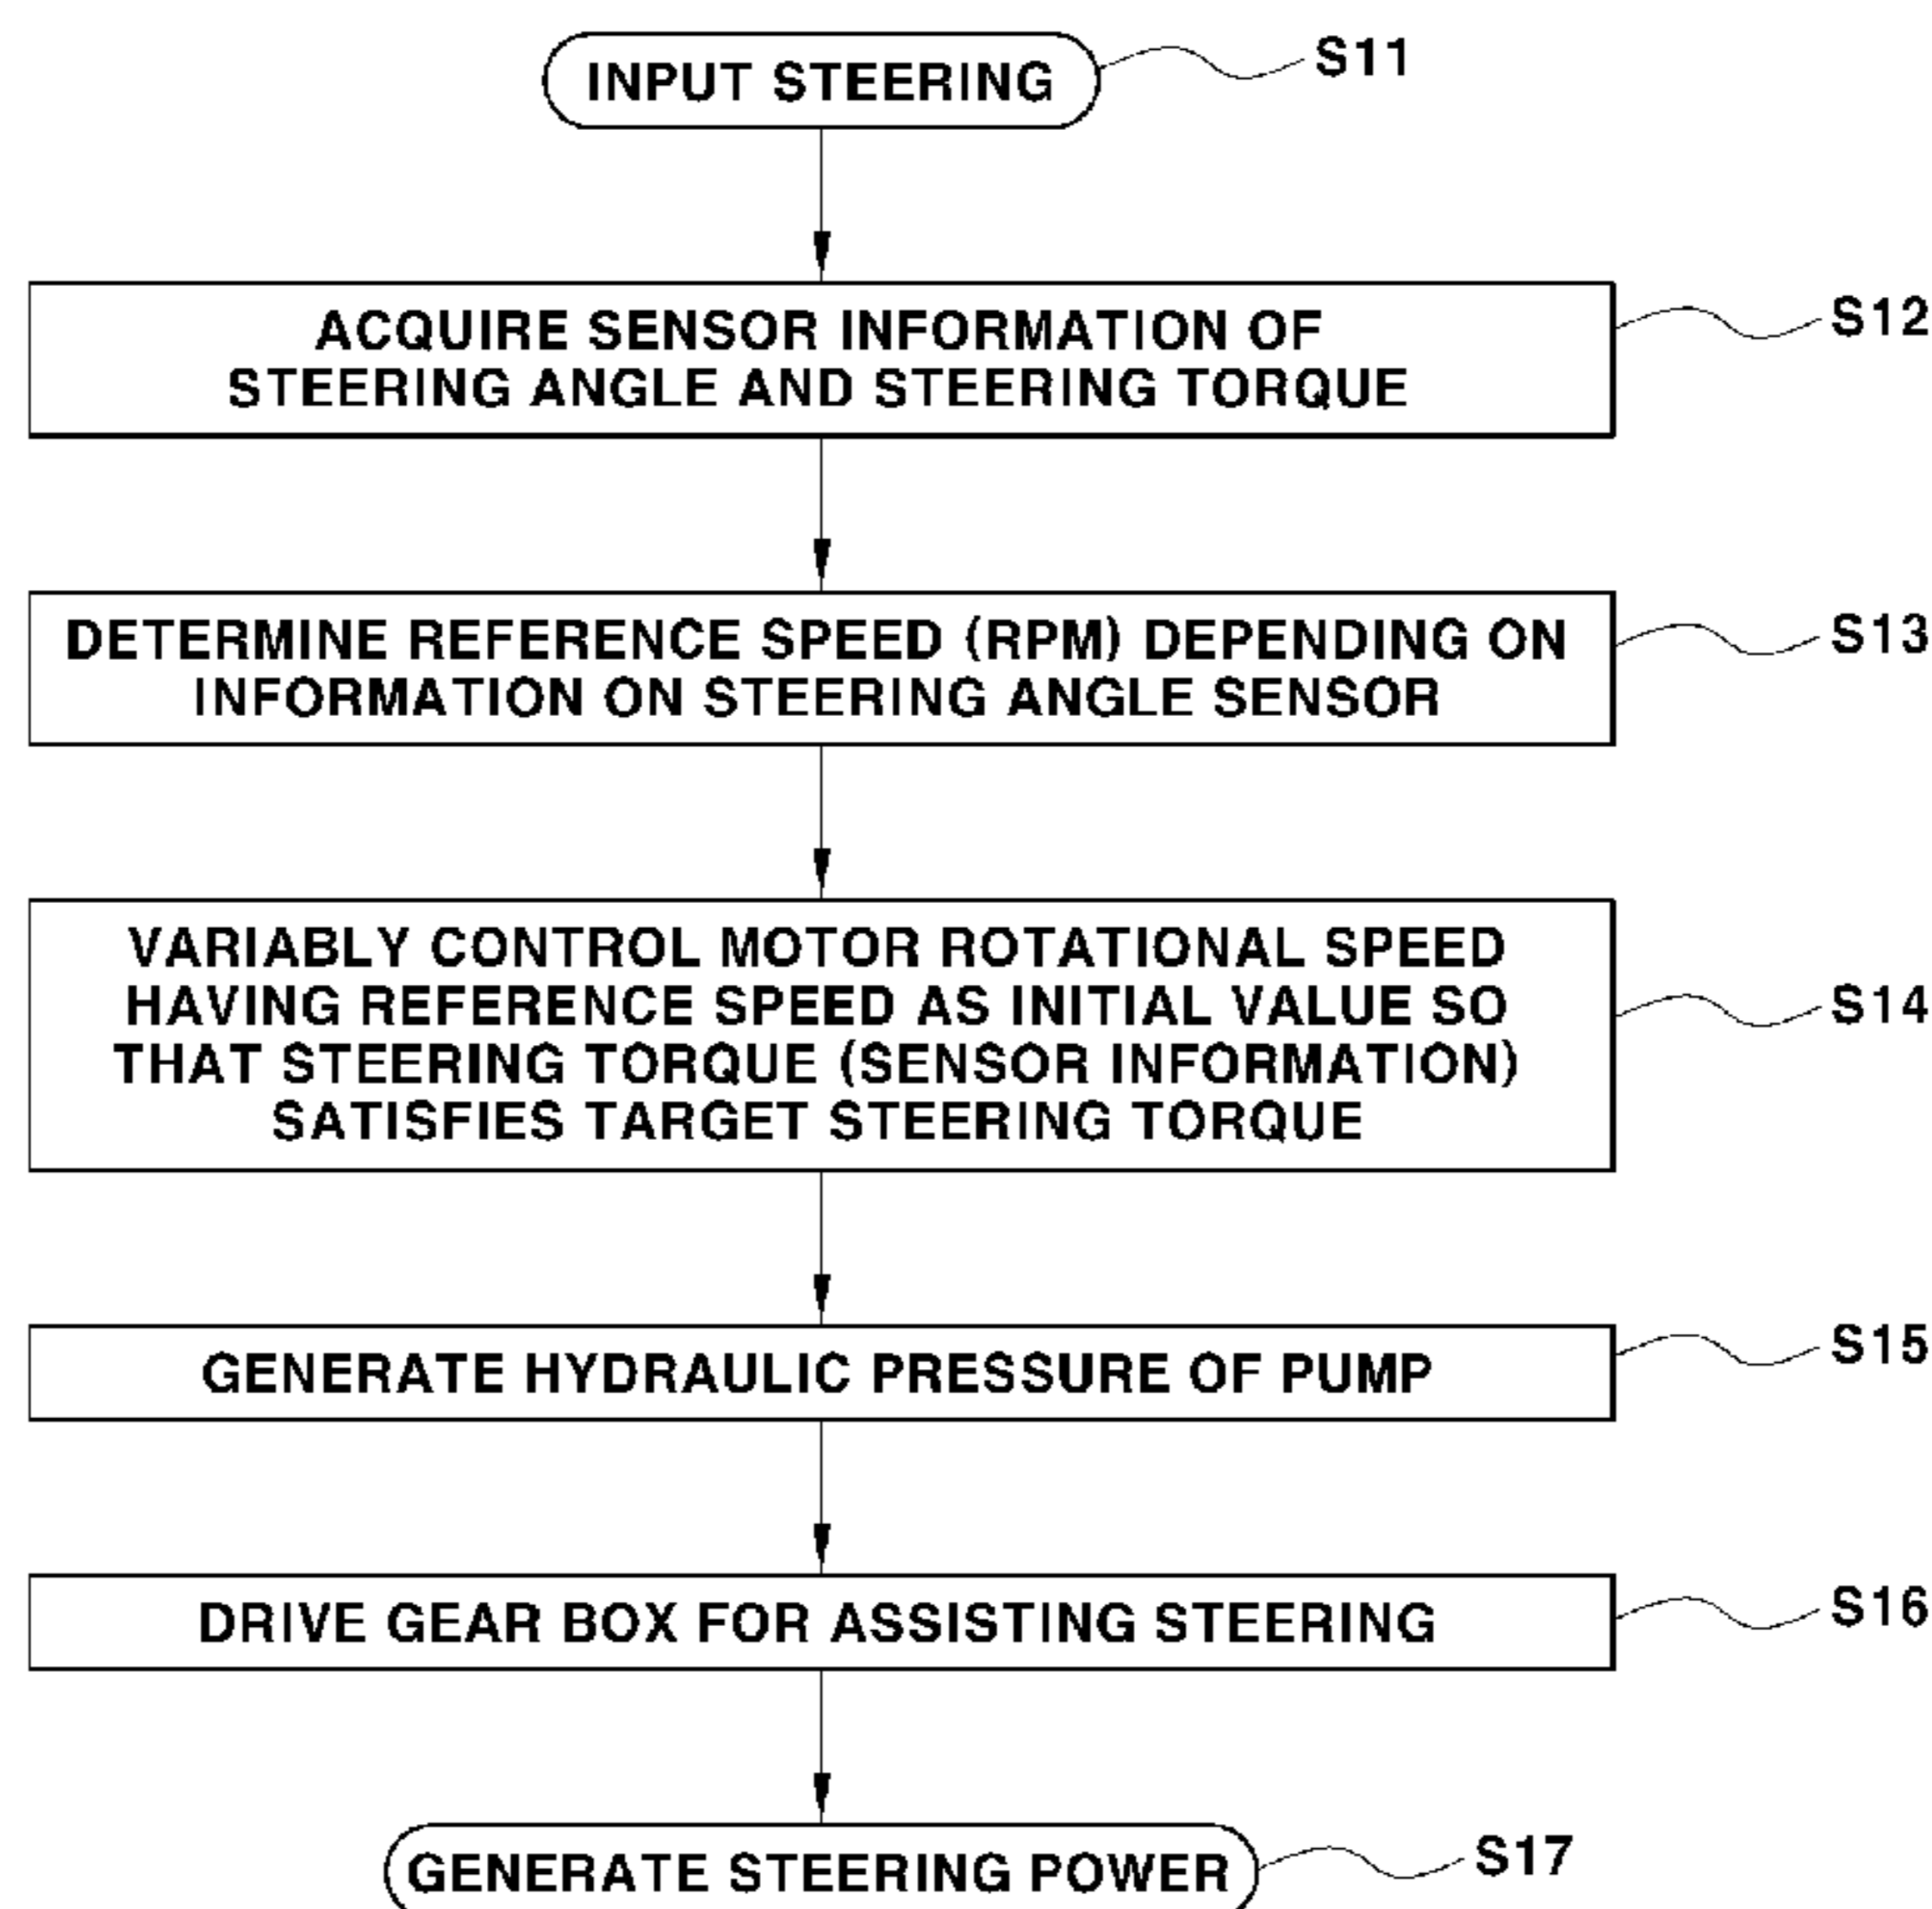 INPUT STEERING
S11
ACQUIRE SENSOR INFORMATION OF
STEERING ANGLE AND STEERING TORQUE
S12
DETERMINE REFERENCE SPEED (RPM) DEPENDING ON
INFORMATION ON STEERING ANGLE SENSOR
S13
VARIABLY CONTROL MOTOR ROTATIONAL SPEED
HAVING REFERENCE SPEED AS INITIAL VALUE SO
THAT STEERING TORQUE (SENSOR INFORMATION)
SATISFIES TARGET STEERING TORQUE
S14
GENERATE HYDRAULIC PRESSURE OF PUMP
S15
DRIVE GEAR BOX FOR ASSISTING STEERING
S16
GENERATE STEERING POWER
S17